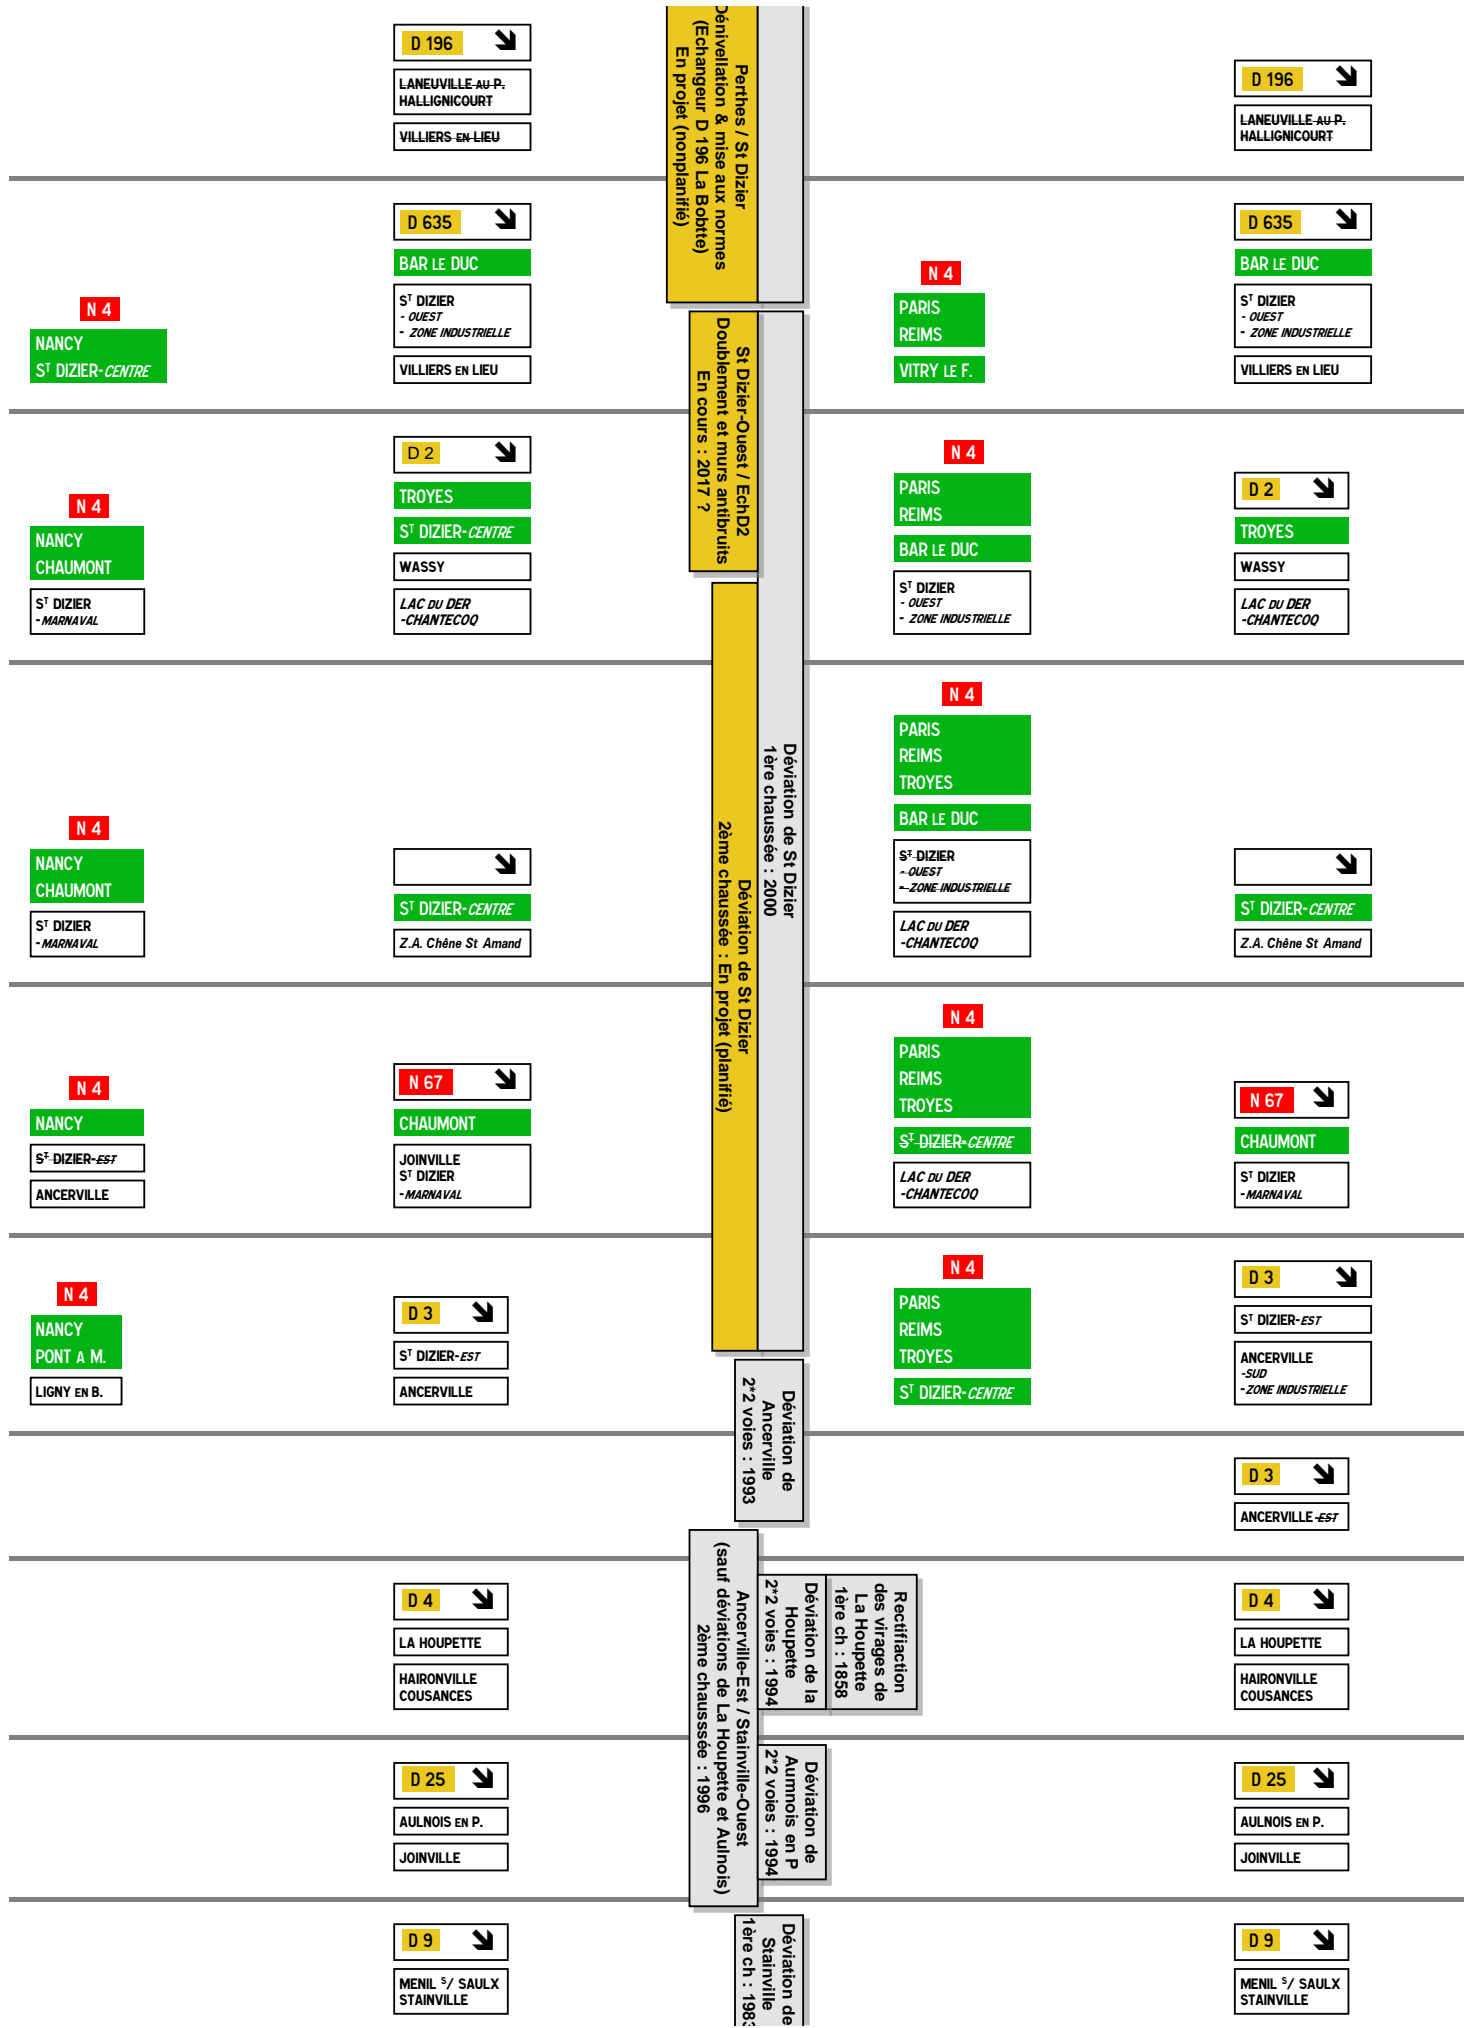 D 196
LANEUVILLE AU P.
HALLIGNICOURT
VILLIERS EN LIEU
Perthes / St Dizier
Dénivellation & mise aux normes
(Echangeur D 196 La Bobtte)
En projet (nonplanifié)
D 196
LANEUVILLE AU P.
HALLIGNICOURT
N 4
NANCY
ST DIZIER-CENTRE
D 635
BAR LE DUC
ST DIZIER
- OUEST
- ZONE INDUSTRIELLE
VILLIERS EN LIEU
N 4
PARIS
REIMS
VITRY LE F.
D 635
BAR LE DUC
ST DIZIER
- OUEST
- ZONE INDUSTRIELLE
VILLIERS EN LIEU
St Dizier-Ouest / EchD2
Doublement et murs antibruits
En cours : 2017 ?
N 4
NANCY
CHAUMONT
ST DIZIER
-MARNAVAL
D 2
TROYES
ST DIZIER-CENTRE
WASSY
LAC DU DER
-CHANTECOQ
N 4
PARIS
REIMS
BAR LE DUC
ST DIZIER
- OUEST
- ZONE INDUSTRIELLE
D 2
TROYES
WASSY
LAC DU DER
-CHANTECOQ
Déviation de St Dizier
1ère chaussée : 2000
Déviation de St Dizier
2ème chaussée : En projet (planifié)
N 4
NANCY
CHAUMONT
ST DIZIER
-MARNAVAL
ST DIZIER-CENTRE
Z.A. Chêne St Amand
N 4
PARIS
REIMS
TROYES
BAR LE DUC
ST DIZIER
- OUEST
- ZONE INDUSTRIELLE
LAC DU DER
-CHANTECOQ
ST DIZIER-CENTRE
Z.A. Chêne St Amand
N 4
NANCY
ST DIZIER-EST
ANCERVILLE
N 67
CHAUMONT
JOINVILLE
ST DIZIER
-MARNAVAL
N 4
PARIS
REIMS
TROYES
ST DIZIER-CENTRE
LAC DU DER
-CHANTECOQ
N 67
CHAUMONT
ST DIZIER
-MARNAVAL
N 4
NANCY
PONT A M.
LIGNY EN B.
D 3
ST DIZIER-EST
ANCERVILLE
N 4
PARIS
REIMS
TROYES
ST DIZIER-CENTRE
D 3
ST DIZIER-EST
ANCERVILLE
-SUD
-ZONE INDUSTRIELLE
Déviation de
Ancerville
2*2 voies : 1993
D 3
ANCERVILLE-EST
Ancerville-Est / Stainville-Ouest
(sauf déviations de La Houpette et Aulnois)
2ème chausssée : 1996
D 4
LA HOUPETTE
HAIRONVILLE
COUSANCES
Déviation de la
Houpette
2*2 voies : 1994
Rectifiaction
des virages de
La Houpette
1ère ch : 1858
D 4
LA HOUPETTE
HAIRONVILLE
COUSANCES
D 25
AULNOIS EN P.
JOINVILLE
Déviation de
Aumnois en P
2*2 voies : 1994
D 25
AULNOIS EN P.
JOINVILLE
D 9
MENIL S/ SAULX
STAINVILLE
Déviation de
Stainville
1ère ch : 1983
D 9
MENIL S/ SAULX
STAINVILLE